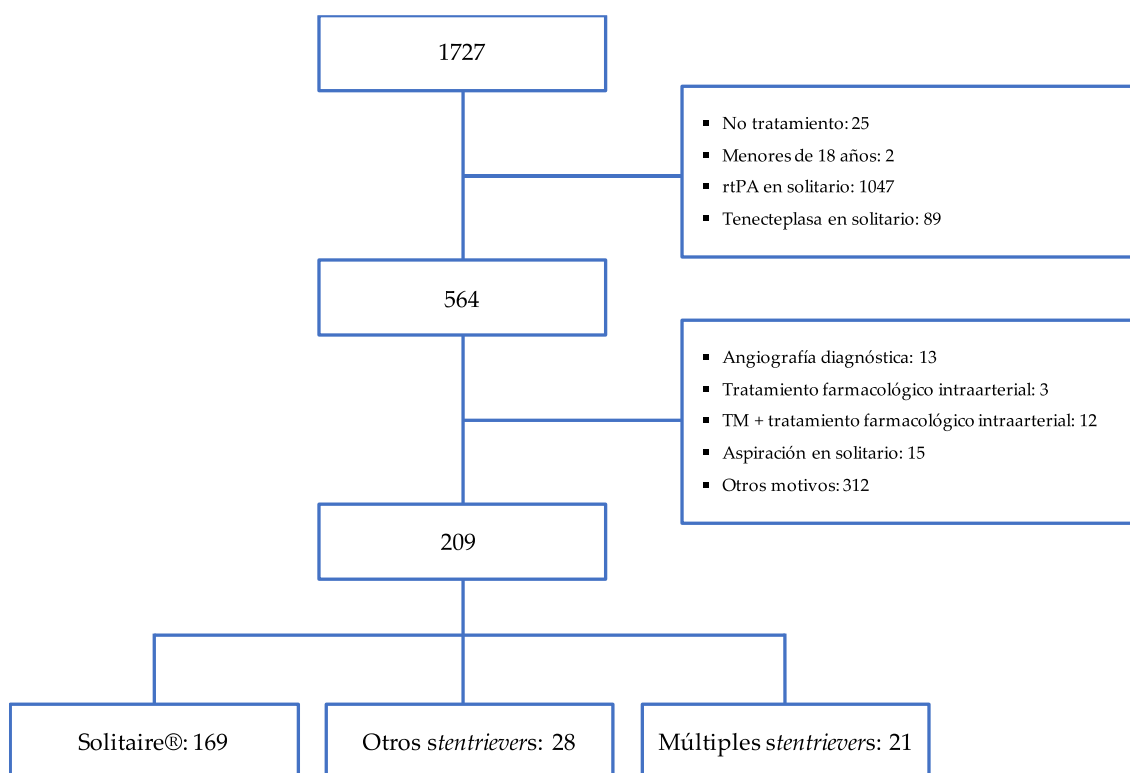 1727
▪ No tratamiento: 25
▪ Menores de 18 años: 2
▪ rtPA en solitario: 1047
▪ Tenecteplasa en solitario: 89
564
▪ Angiografía diagnóstica: 13
▪ Tratamiento farmacológico intraarterial: 3
▪ TM + tratamiento farmacológico intraarterial: 12
▪ Aspiración en solitario: 15
▪ Otros motivos: 312
209
Solitaire®: 169
Otros stentrievers: 28
Múltiples stentrievers: 21